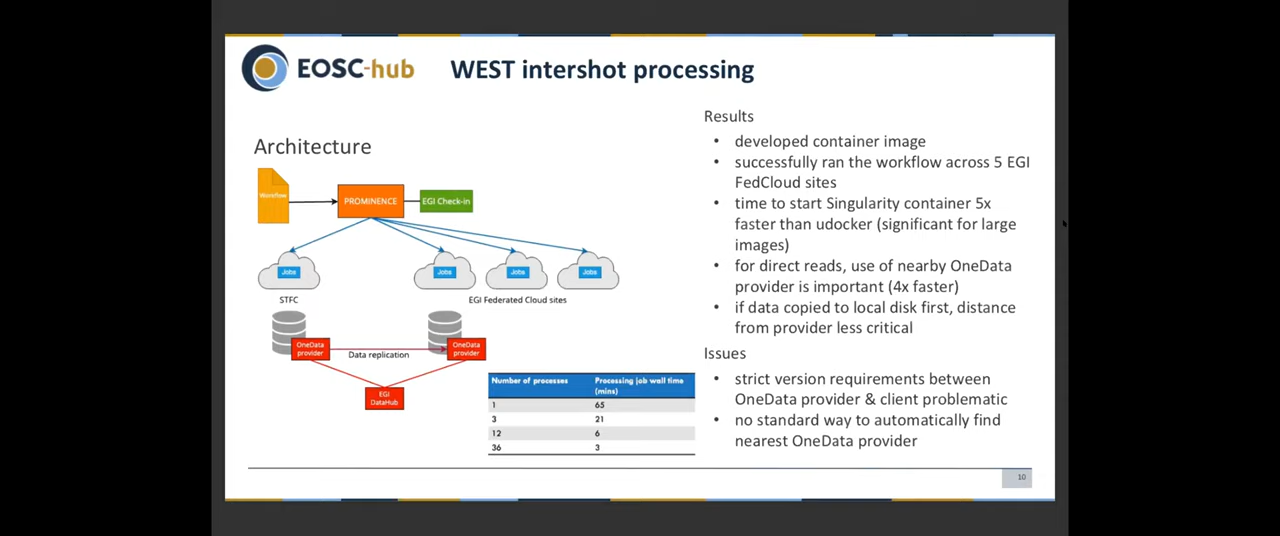 EOSC-hub
WEST intershot processing
Architecture
Workflow
PROMINENCE
EGI Check-in
Jobs
Jobs
Jobs
Jobs
STFC
EGI Federated Cloud sites
OneData
provider
Data replication
OneData
provider
EGI
DataHub
Number of processes
Processing job wall time
(mins)
1
65
3
21
12
6
36
3
Results
• developed container image
• successfully ran the workflow across 5 EGI
FedCloud sites
• time to start Singularity container 5x
faster than udocker (significant for large
images)
• for direct reads, use of nearby OneData
provider is important (4x faster)
• if data copied to local disk first, distance
from provider less critical
Issues
• strict version requirements between
OneData provider & client problematic
• no standard way to automatically find
nearest OneData provider
10